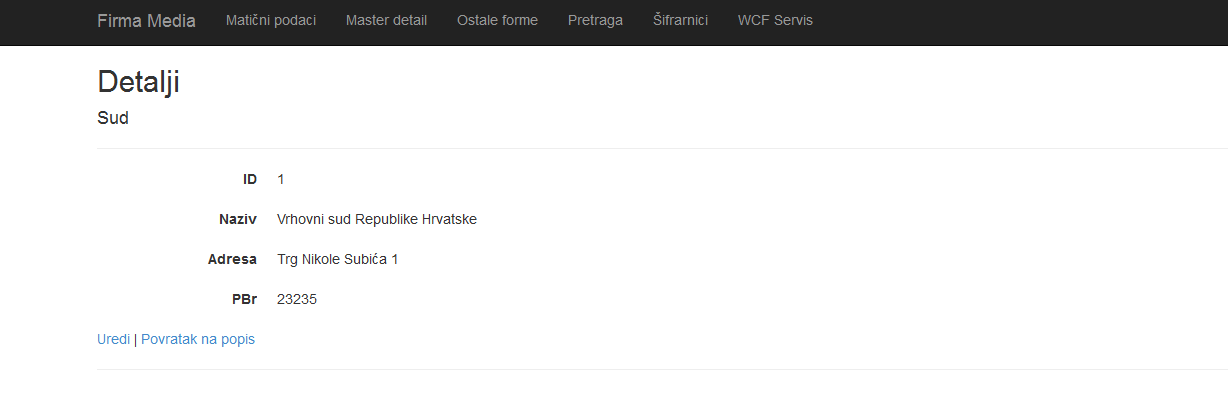 Firma Media Matični podaci Master detail Ostale forme Pretraga Šifrarnici WCF Servis
Detalji
Sud
ID 1
Naziv Vrhovni sud Republike Hrvatske
Adresa Trg Nikole Subića 1
PBr 23235
Uredi | Povratak na popis